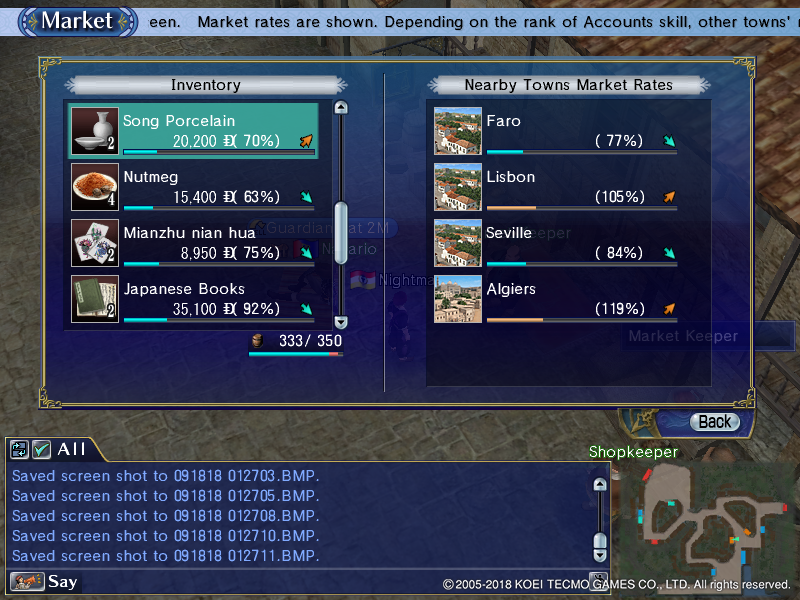 Market
een.   Market rates are shown. Depending on the rank of Accounts skill, other towns'
Inventory
Song Porcelain
2
20,200 D( 70%)
Nutmeg
4
15,400 D( 63%)
Mianzhu nian hua
2
8,950 D( 75%)
Japanese Books
2
35,100 D( 92%)
333/ 350
Nearby Towns Market Rates
Faro
( 77%)
Lisbon
(105%)
Seville
( 84%)
Algiers
(119%)
Market Keeper
Back
Shopkeeper
All
Saved screen shot to 091818 012703.BMP.
Saved screen shot to 091818 012705.BMP.
Saved screen shot to 091818 012708.BMP.
Saved screen shot to 091818 012710.BMP.
Saved screen shot to 091818 012711.BMP.
Say
©2005-2018 KOEI TECMO GAMES CO., LTD. All rights reserved.